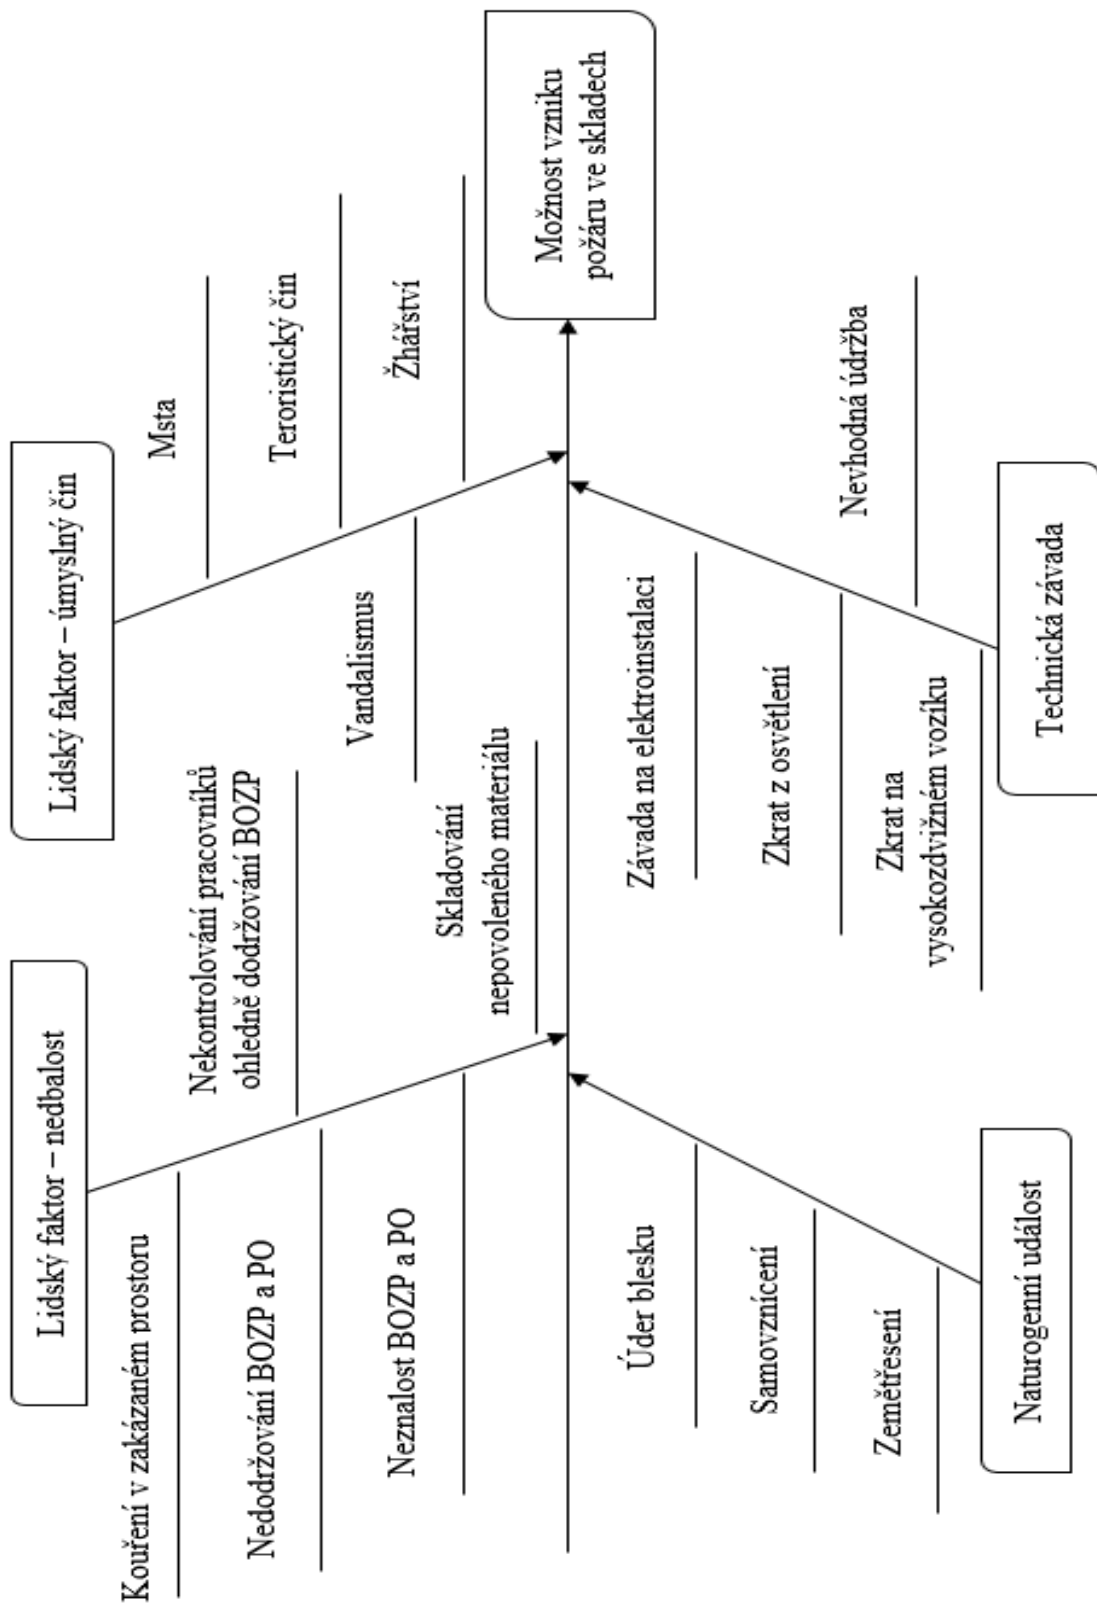 Lidský faktor – nedbalost
Lidský faktor – úmyslný čin
Kouření v zakázaném prostoru
Nekontrolování pracovníků
ohledně dodržování BOZP
Nedodržování BOZP a PO
Neznalost BOZP a PO
Skladování
nepovoleného materiálu
Msta
Teroristický čin
Vandalismus
Žhářství
Možnost vzniku
požáru ve skladech
Úder blesku
Samovznícení
Zemětřesení
Závada na elektroinstalaci
Zkrat z osvětlení
Nevhodná údržba
Zkrat na
vysokozdvižném vozíku
Naturogenní událost
Technická závada